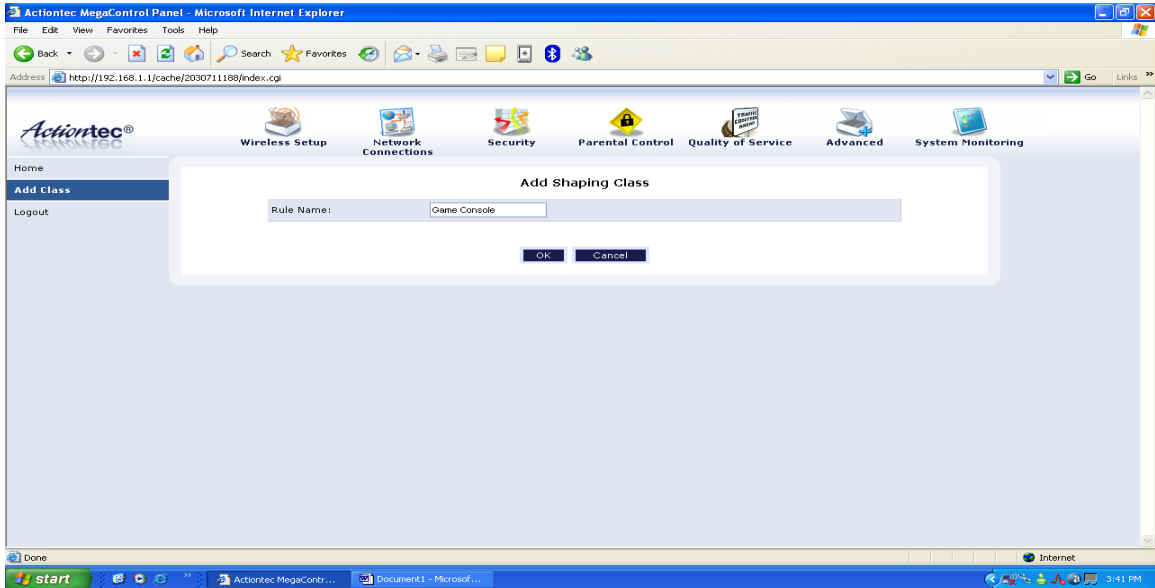 Actiontec MegaControl Panel - Microsoft Internet Explorer
File Edit View Favorites Tools Help
Back Search Favorites
Address http://192.168.1.1/cache/2030711188/index.cgi Go Links »
Actiontec®
Wireless Setup Network Connections Security Parental Control Quality of Service Advanced System Monitoring
Home
Add Class
Logout
Add Shaping Class
Rule Name: Game Console
OK Cancel
Done Internet
start » Actiontec MegaContr... Document1 - Microsof... 3:41 PM